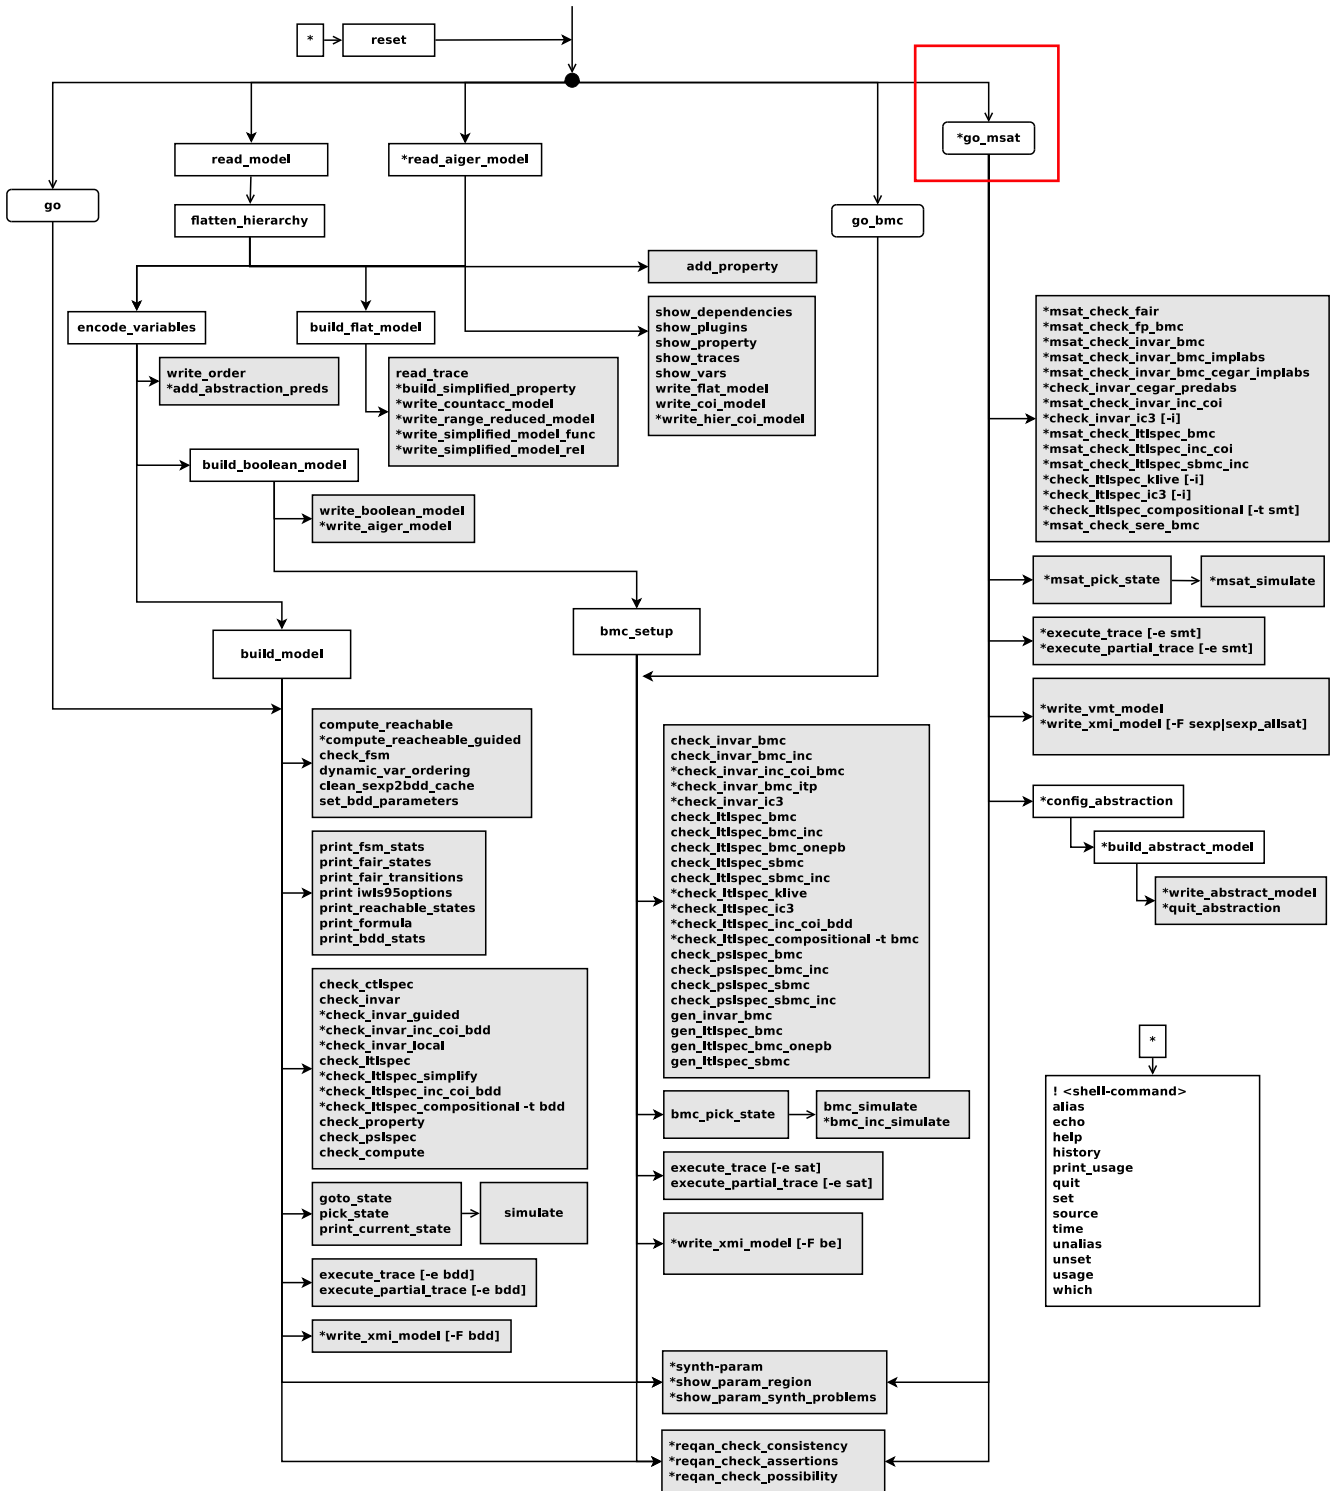 *
reset
*go_msat
read_model
*read_aiger_model
go
flatten_hierarchy
go_bmc
add_property
encode_variables
build_flat_model
show_dependencies
show_plugins
show_property
show_traces
show_vars
write_flat_model
write_coi_model
*write_hier_coi_model
write_order
*add_abstraction_preds
read_trace
*build_simplified_property
*write_countacc_model
*write_range_reduced_model
*write_simplified_model_func
*write_simplified_model_rel
*msat_check_fair
*msat_check_fp_bmc
*msat_check_invar_bmc
*msat_check_invar_bmc_implabs
*msat_check_invar_bmc_cegar_implabs
*check_invar_cegar_predabs
*msat_check_invar_inc_coi
*check_invar_ic3 [-i]
*msat_check_ltlspec_bmc
*msat_check_ltlspec_inc_coi
*msat_check_ltlspec_sbmc_inc
*check_ltlspec_klive [-i]
*check_ltlspec_ic3 [-i]
*check_ltlspec_compositional [-t smt]
*msat_check_sere_bmc
build_boolean_model
write_boolean_model
*write_aiger_model
*msat_pick_state
*msat_simulate
bmc_setup
build_model
*execute_trace [-e smt]
*execute_partial_trace [-e smt]
*write_vmt_model
*write_xmi_model [-F sexp|sexp_allsat]
compute_reachable
*compute_reacheable_guided
check_fsm
dynamic_var_ordering
clean_sexp2bdd_cache
set_bdd_parameters
check_invar_bmc
check_invar_bmc_inc
*check_invar_inc_coi_bmc
*check_invar_bmc_itp
*check_invar_ic3
check_ltlspec_bmc
check_ltlspec_bmc_inc
check_ltlspec_bmc_onepb
check_ltlspec_sbmc
check_ltlspec_sbmc_inc
*check_ltlspec_klive
*check_ltlspec_ic3
*check_ltlspec_inc_coi_bdd
*check_ltlspec_compositional -t bmc
check_pslspec_bmc
check_pslspec_bmc_inc
check_pslspec_sbmc
check_pslspec_sbmc_inc
gen_invar_bmc
gen_ltlspec_bmc
gen_ltlspec_bmc_onepb
gen_ltlspec_sbmc
*config_abstraction
*build_abstract_model
*write_abstract_model
*quit_abstraction
print_fsm_stats
print_fair_states
print_fair_transitions
print iwls95options
print_reachable_states
print_formula
print_bdd_stats
check_ctlspec
check_invar
*check_invar_guided
*check_invar_inc_coi_bdd
*check_invar_local
check_ltlspec
*check_ltlspec_simplify
*check_ltlspec_inc_coi_bdd
*check_ltlspec_compositional -t bdd
check_property
check_pslspec
check_compute
*
! <shell-command>
alias
echo
help
history
print_usage
quit
set
source
time
unalias
unset
usage
which
bmc_pick_state
bmc_simulate
*bmc_inc_simulate
execute_trace [-e sat]
execute_partial_trace [-e sat]
goto_state
pick_state
print_current_state
simulate
*write_xmi_model [-F be]
execute_trace [-e bdd]
execute_partial_trace [-e bdd]
*write_xmi_model [-F bdd]
*synth-param
*show_param_region
*show_param_synth_problems
*reqan_check_consistency
*reqan_check_assertions
*reqan_check_possibility